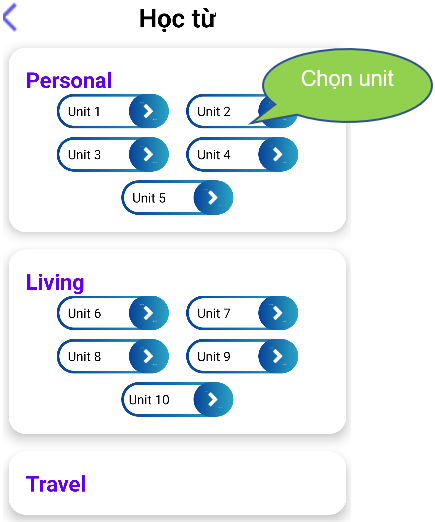 Học từ
Personal
Chọn unit
Unit 1
Unit 2
Unit 3
Unit 4
Unit 5
Living
Unit 6
Unit 7
Unit 8
Unit 9
Unit 10
Travel